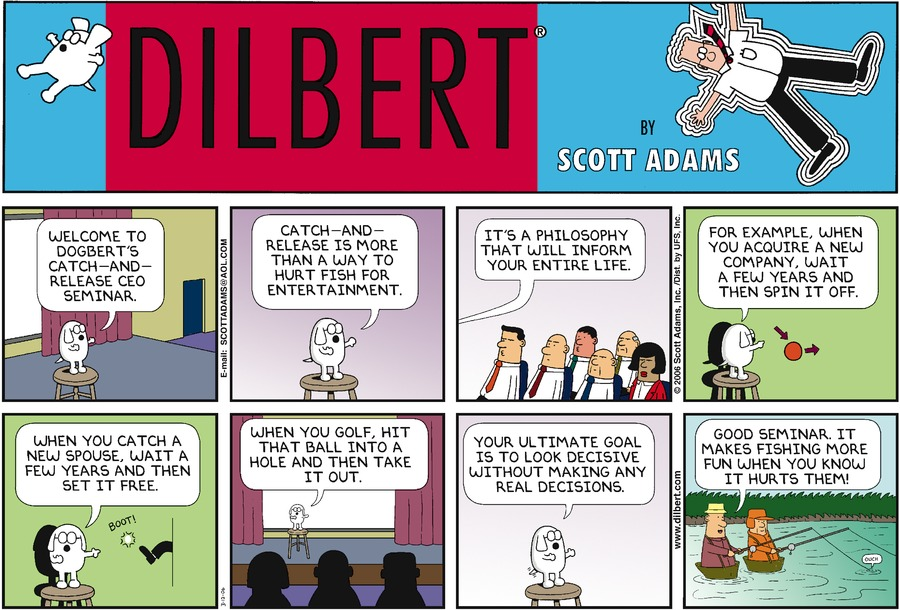 DILBERT®
BY
SCOTT ADAMS
WELCOME TO
DOGBERT'S
CATCH-AND-
RELEASE CEO
SEMINAR.
E-mail: SCOTTADAMS@AOL.COM
CATCH-AND-
RELEASE IS MORE
THAN A WAY TO
HURT FISH FOR
ENTERTAINMENT.
IT'S A PHILOSOPHY
THAT WILL INFORM
YOUR ENTIRE LIFE.
© 2006 Scott Adams, Inc. /Dist. by UFS, Inc.
FOR EXAMPLE, WHEN
YOU ACQUIRE A NEW
COMPANY, WAIT
A FEW YEARS AND
THEN SPIN IT OFF.
WHEN YOU CATCH A
NEW SPOUSE, WAIT A
FEW YEARS AND THEN
SET IT FREE.
BOOT!
3-12-06
WHEN YOU GOLF, HIT
THAT BALL INTO A
HOLE AND THEN TAKE
IT OUT.
YOUR ULTIMATE GOAL
IS TO LOOK DECISIVE
WITHOUT MAKING ANY
REAL DECISIONS.
www.dilbert.com
GOOD SEMINAR. IT
MAKES FISHING MORE
FUN WHEN YOU KNOW
IT HURTS THEM!
OUCH